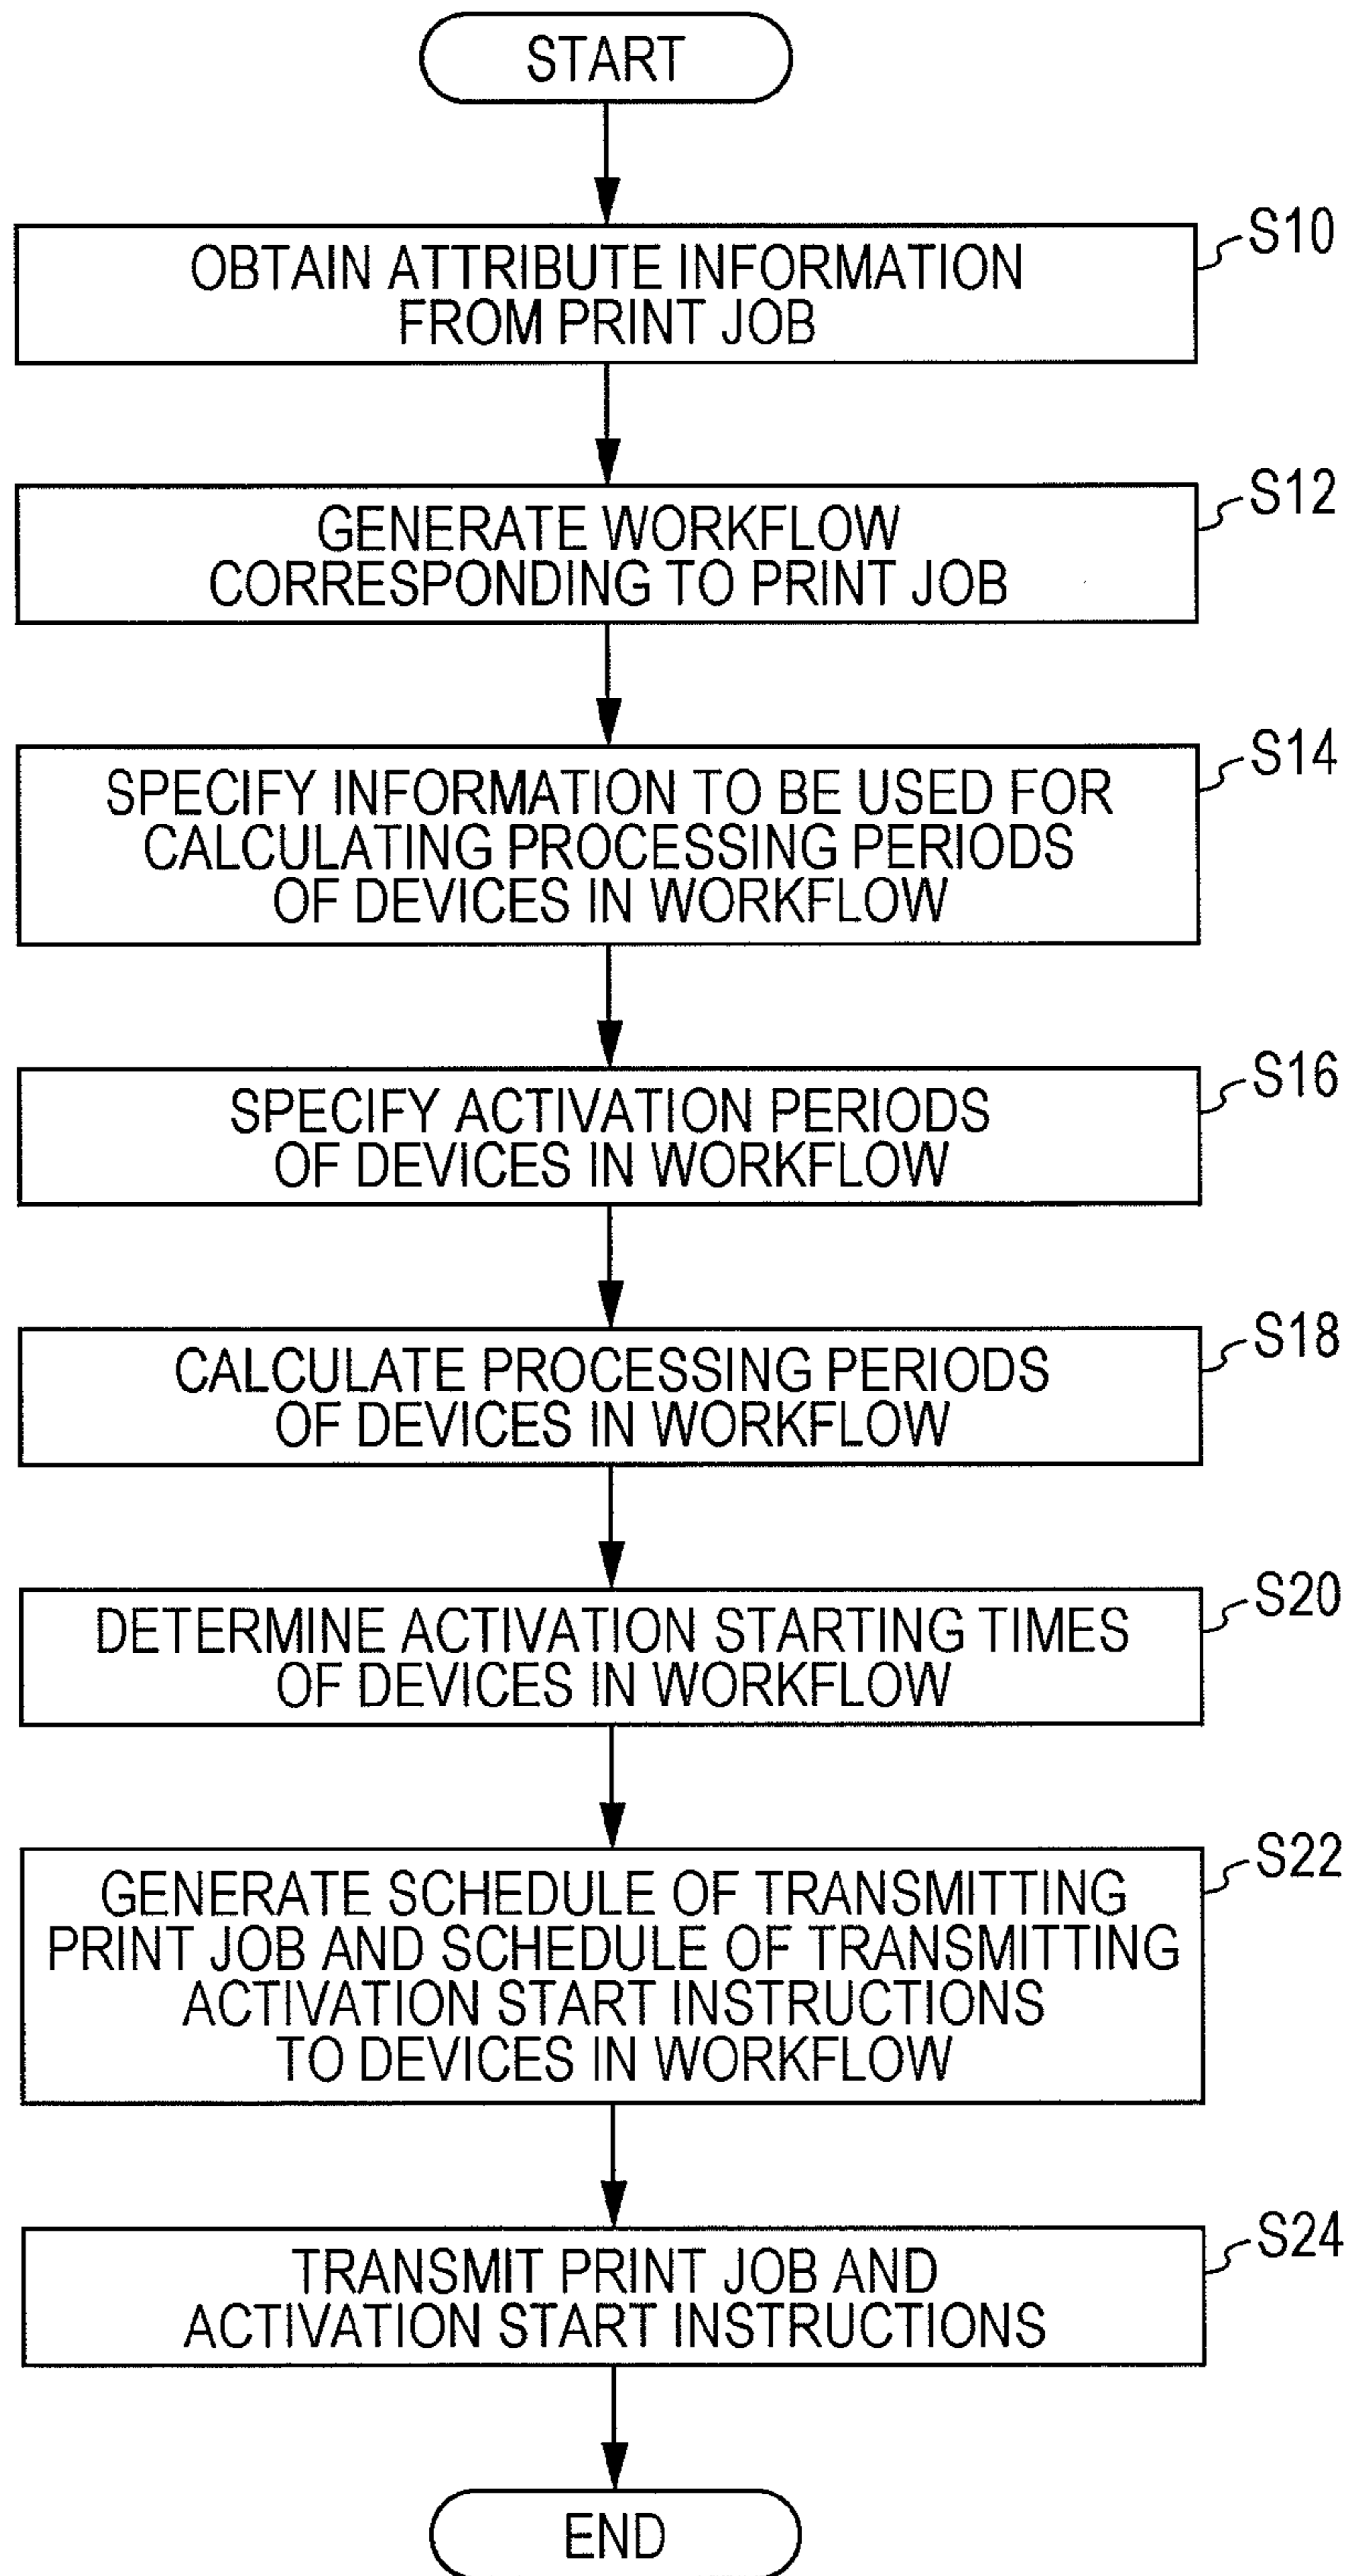 START
S10
OBTAIN ATTRIBUTE INFORMATION
FROM PRINT JOB
S12
GENERATE WORKFLOW
CORRESPONDING TO PRINT JOB
S14
SPECIFY INFORMATION TO BE USED FOR
CALCULATING PROCESSING PERIODS
OF DEVICES IN WORKFLOW
S16
SPECIFY ACTIVATION PERIODS
OF DEVICES IN WORKFLOW
S18
CALCULATE PROCESSING PERIODS
OF DEVICES IN WORKFLOW
S20
DETERMINE ACTIVATION STARTING TIMES
OF DEVICES IN WORKFLOW
S22
GENERATE SCHEDULE OF TRANSMITTING
PRINT JOB AND SCHEDULE OF TRANSMITTING
ACTIVATION START INSTRUCTIONS
TO DEVICES IN WORKFLOW
S24
TRANSMIT PRINT JOB AND
ACTIVATION START INSTRUCTIONS
END